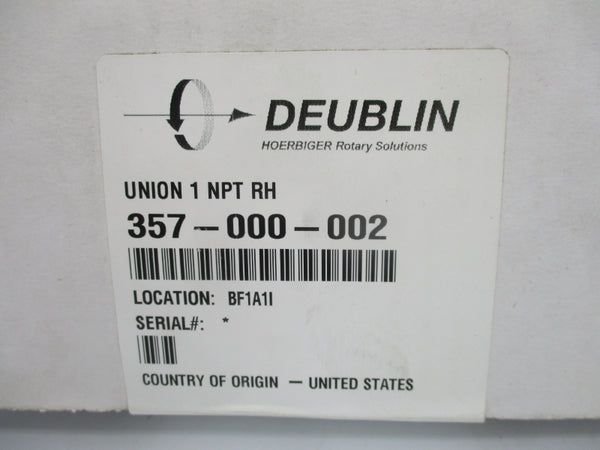 DEUBLIN
HOERBIGER Rotary Solutions
UNION 1 NPT RH
357-000-002
LOCATION: BF1A1I
SERIAL#: *
COUNTRY OF ORIGIN - UNITED STATES